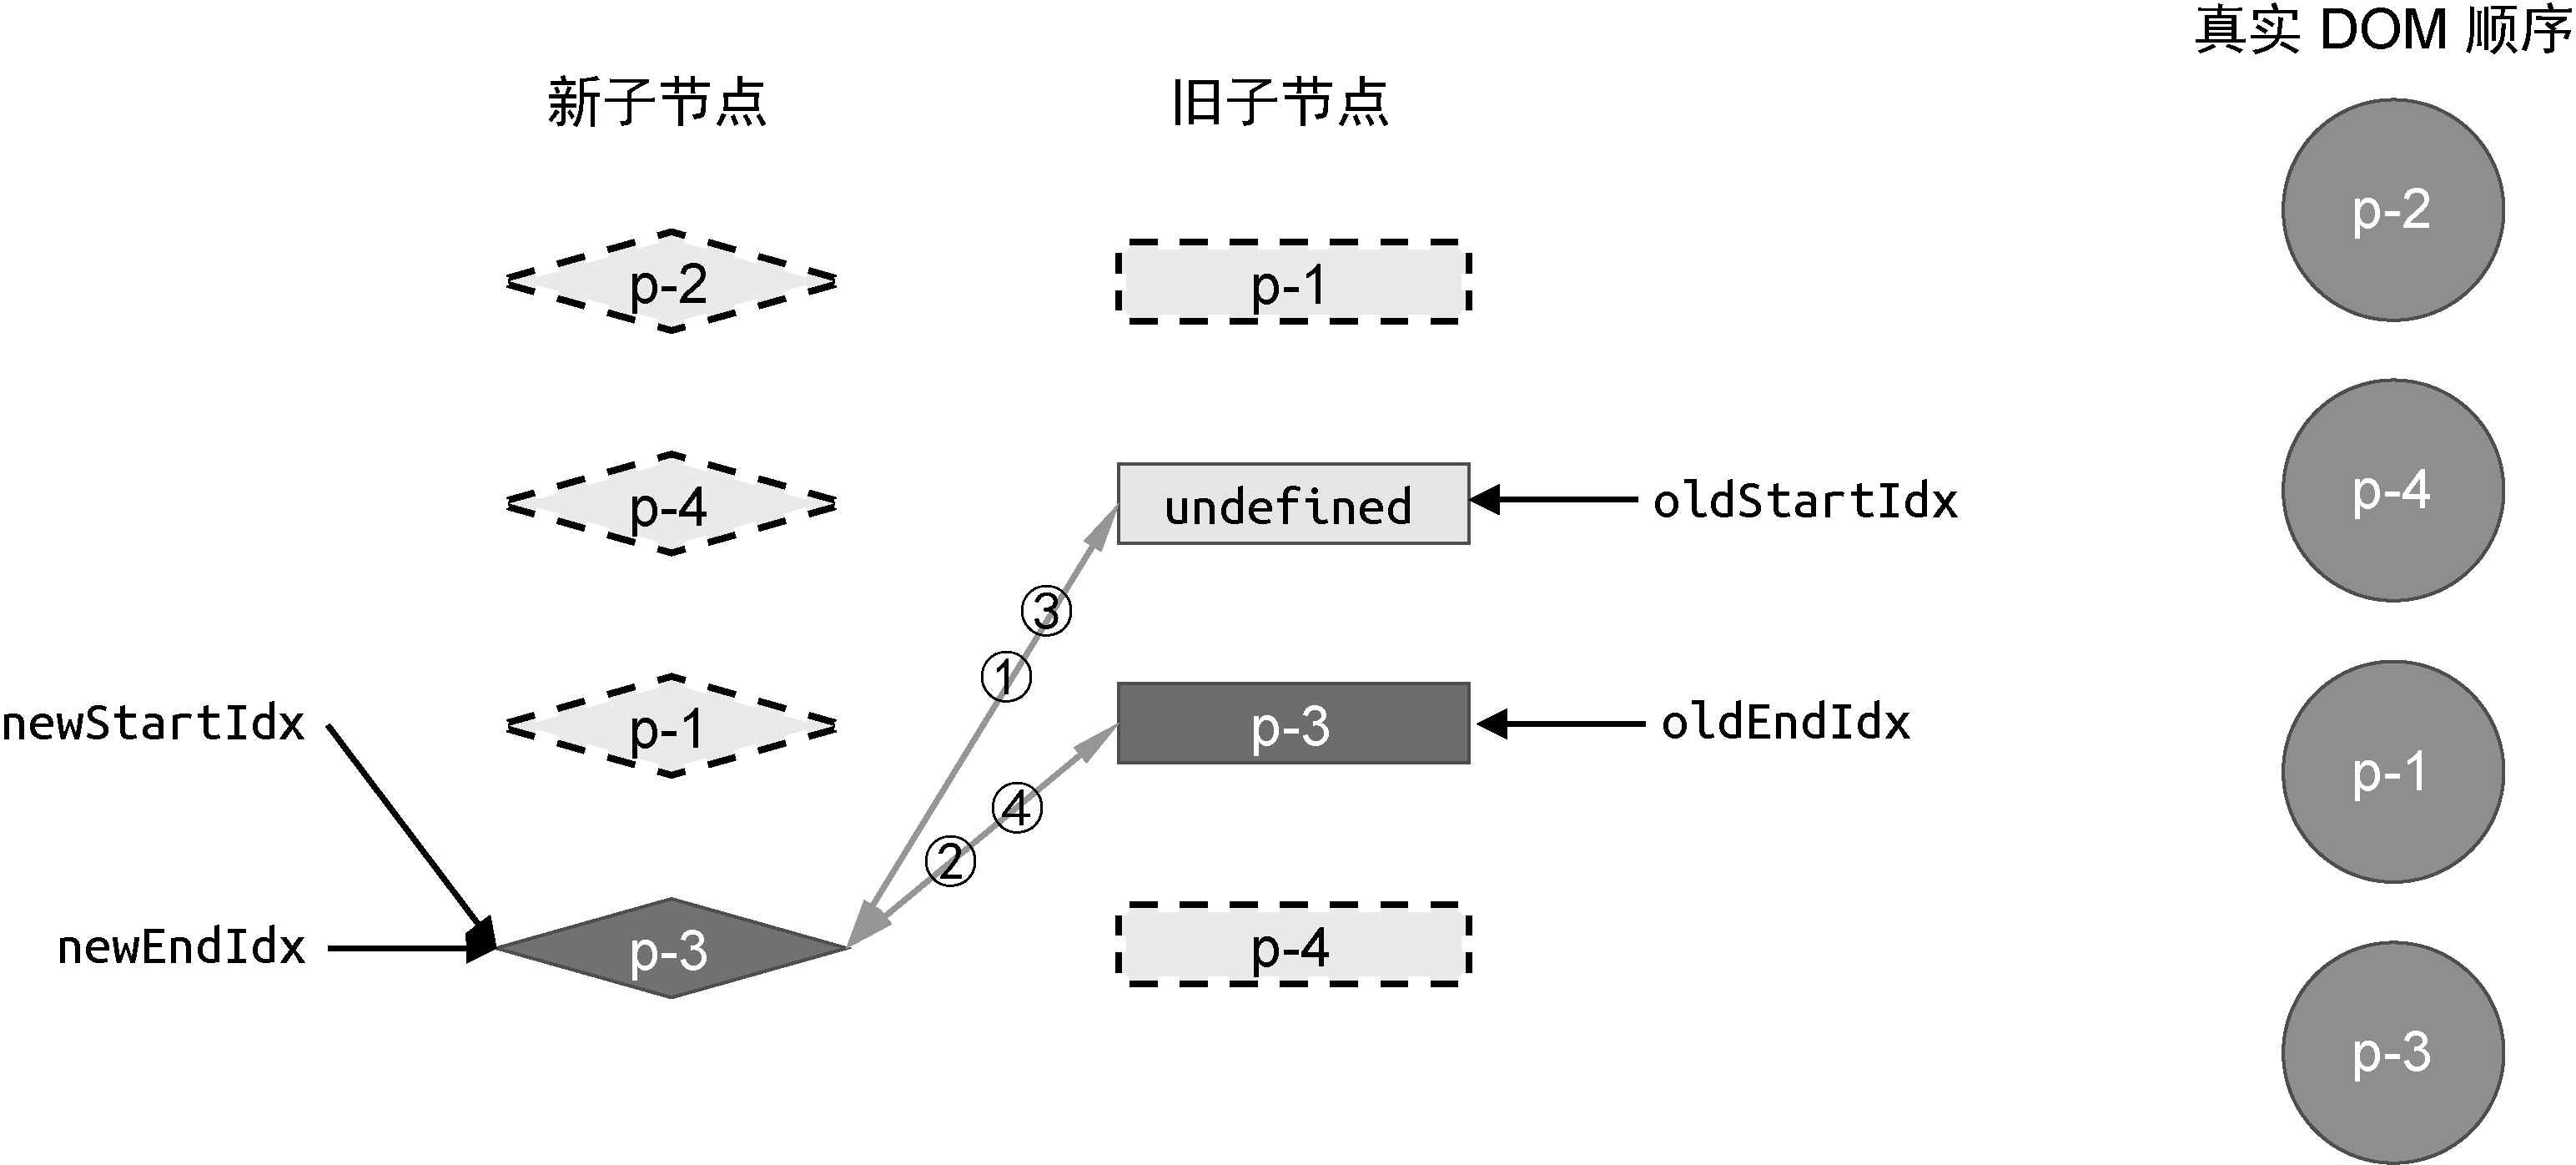 真实 DOM 顺序
新子节点
旧子节点
p-2
p-1
p-2
p-4
undefined
oldStartIdx
p-4
③
①
newStartIdx
p-1
p-3
oldEndIdx
p-1
④
②
newEndIdx
p-3
p-4
p-3